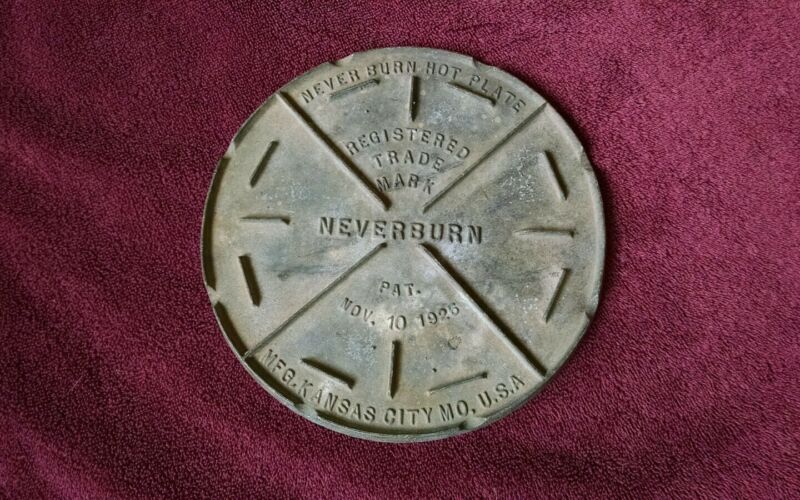 NEVER BURN HOT PLATE
REGISTERED
TRADE
MARK
NEVERBURN
PAT.
NOV. 10 1925
MFG. KANSAS CITY MO, U.S.A